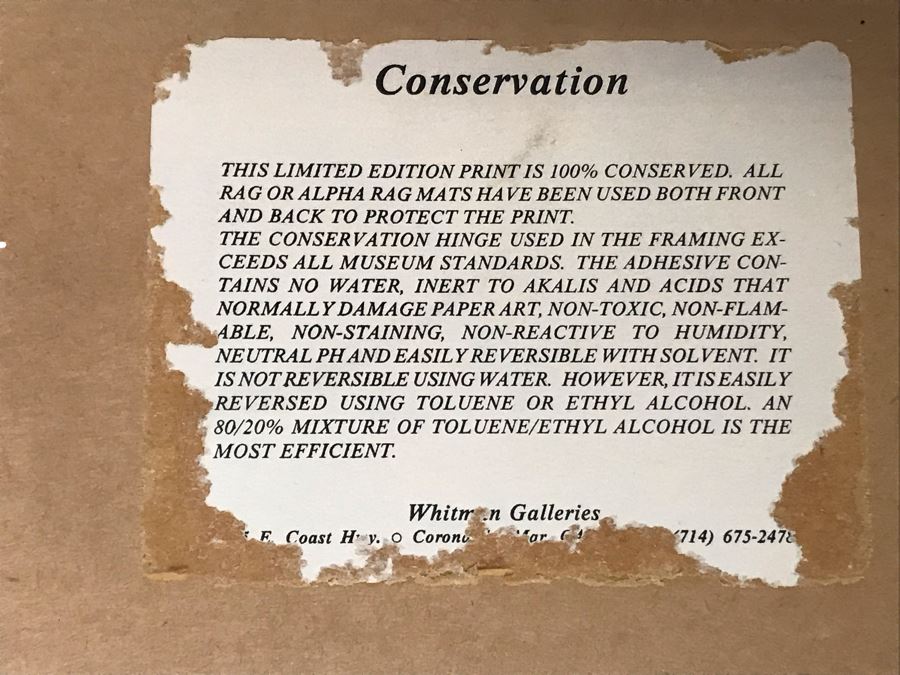 Conservation
THIS LIMITED EDITION PRINT IS 100% CONSERVED. ALL
RAG OR ALPHA RAG MATS HAVE BEEN USED BOTH FRONT
AND BACK TO PROTECT THE PRINT.
THE CONSERVATION HINGE USED IN THE FRAMING EX-
CEEDS ALL MUSEUM STANDARDS. THE ADHESIVE CON-
TAINS NO WATER, INERT TO AKALIS AND ACIDS THAT
NORMALLY DAMAGE PAPER ART, NON-TOXIC, NON-FLAM-
ABLE, NON-STAINING, NON-REACTIVE TO HUMIDITY,
NEUTRAL PH AND EASILY REVERSIBLE WITH SOLVENT. IT
IS NOT REVERSIBLE USING WATER. HOWEVER, IT IS EASILY
REVERSED USING TOLUENE OR ETHYL ALCOHOL. AN
80/20% MIXTURE OF TOLUENE/ETHYL ALCOHOL IS THE
MOST EFFICIENT.
Galleries
E. Coast (714) 675-2478